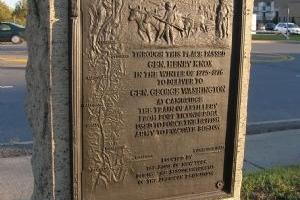 THROUGH THIS PLACE PASSED
GEN. HENRY KNOX
IN THE WINTER OF 1775-1776
TO DELIVER TO
GEN. GEORGE WASHINGTON
AT CAMBRIDGE
THE TRAIN OF ARTILLERY
FROM FORT TICONDEROGA
USED TO FORCE THE BRITISH
ARMY TO EVACUATE BOSTON
ERECTED BY
THE STATE OF NEW YORK
DURING THE